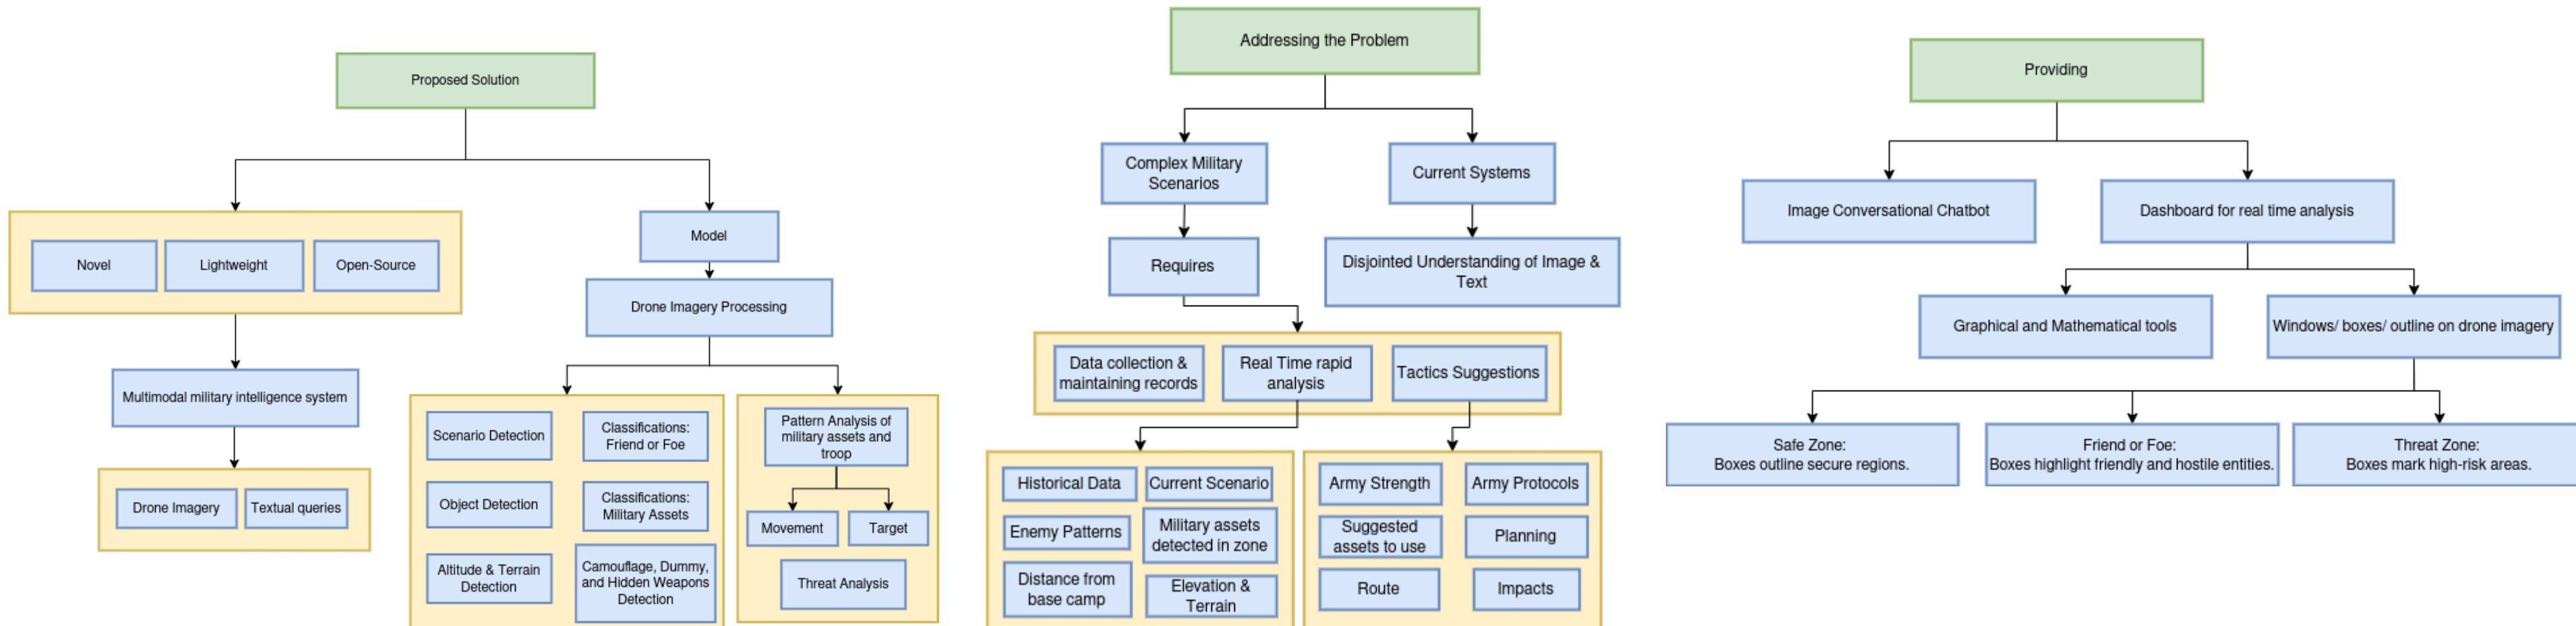 Proposed Solution
Novel
Lightweight
Open-Source
Multimodal military intelligence system
Drone Imagery
Textual queries
Model
Drone Imagery Processing
Scenario Detection
Classifications:
Friend or Foe
Object Detection
Classifications:
Military Assets
Altitude & Terrain
Detection
Camouflage, Dummy,
and Hidden Weapons
Detection
Pattern Analysis of
military assets and
troop
Movement
Target
Threat Analysis
Addressing the Problem
Complex Military
Scenarios
Current Systems
Requires
Disjointed Understanding of Image &
Text
Data collection &
maintaining records
Real Time rapid
analysis
Tactics Suggestions
Historical Data
Current Scenario
Enemy Patterns
Military assets
detected in zone
Distance from
base camp
Elevation &
Terrain
Army Strength
Army Protocols
Suggested
assets to use
Planning
Route
Impacts
Providing
Image Conversational Chatbot
Dashboard for real time analysis
Graphical and Mathematical tools
Windows/ boxes/ outline on drone imagery
Safe Zone:
Boxes outline secure regions.
Friend or Foe:
Boxes highlight friendly and hostile entities.
Threat Zone:
Boxes mark high-risk areas.